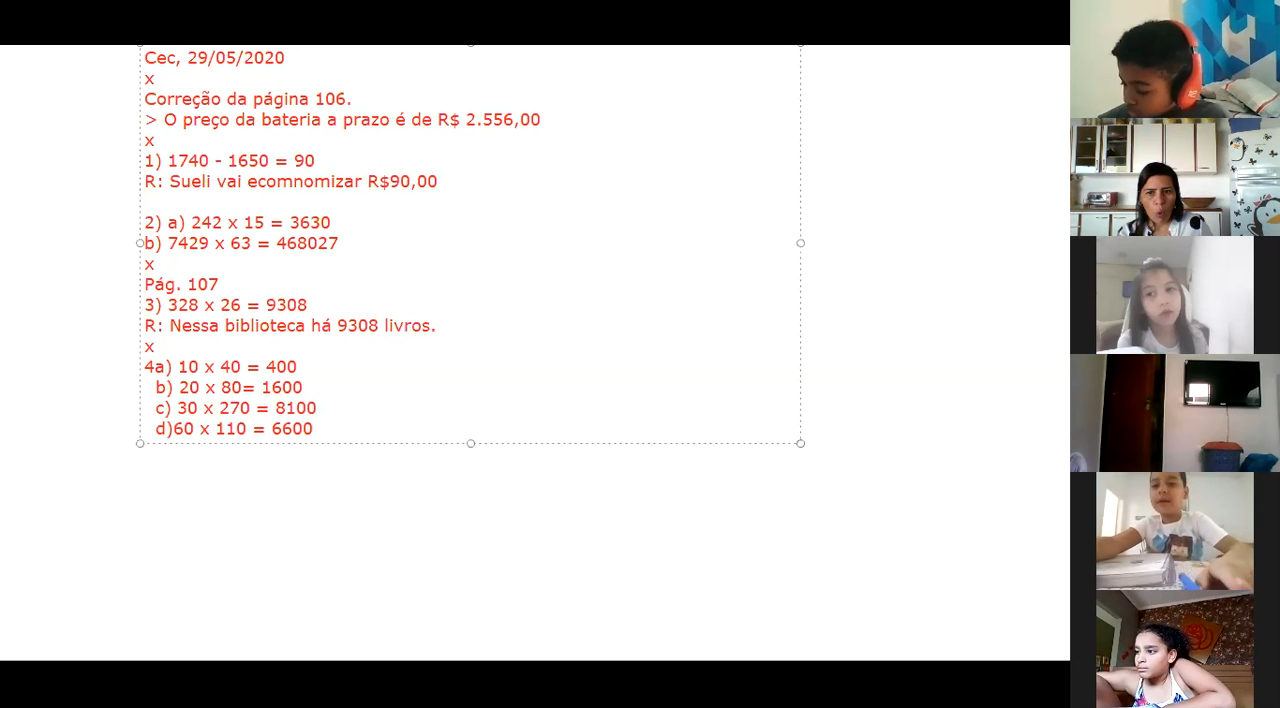 Cec, 29/05/2020
x
Correção da página 106.
> O preço da bateria a prazo é de R$ 2.556,00
x
1) 1740 - 1650 = 90
R: Sueli vai ecomnomizar R$90,00
2) a) 242 x 15 = 3630
b) 7429 x 63 = 468027
x
Pág. 107
3) 328 x 26 = 9308
R: Nessa biblioteca há 9308 livros.
x
4a) 10 x 40 = 400
b) 20 x 80= 1600
c) 30 x 270 = 8100
d)60 x 110 = 6600